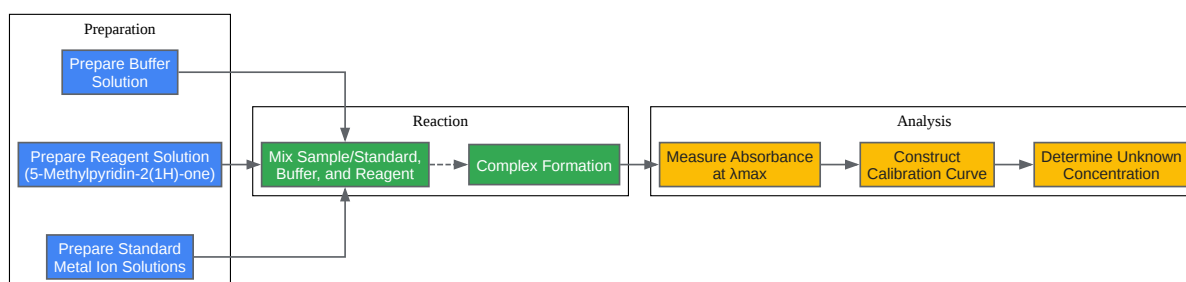 Preparation
Prepare Buffer
Solution
Prepare Reagent Solution
(5-Methylpyridin-2(1H)-one)
Prepare Standard
Metal Ion Solutions
Reaction
Mix Sample/Standard,
Buffer, and Reagent
Complex Formation
Analysis
Measure Absorbance
at λmax
Construct
Calibration Curve
Determine Unknown
Concentration